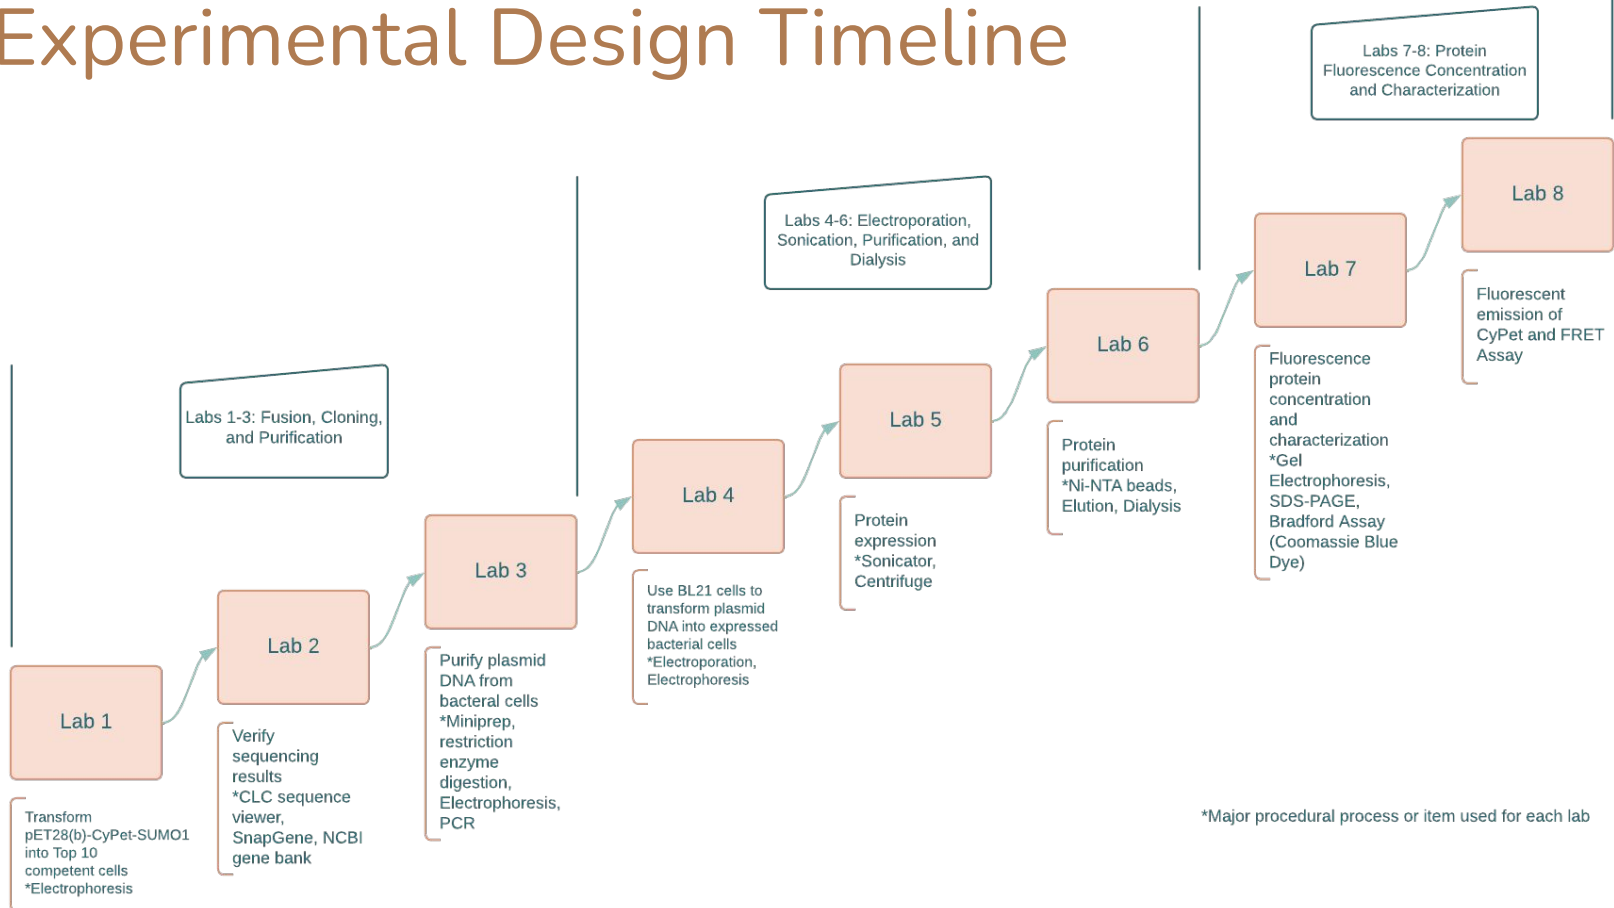 Experimental Design Timeline
Labs 1-3: Fusion, Cloning,
and Purification
Labs 4-6: Electroporation,
Sonication, Purification, and
Dialysis
Labs 7-8: Protein
Fluorescence Concentration
and Characterization
Lab 1
Transform
pET28(b)-CyPet-SUMO1
into Top 10
competent cells
*Electrophoresis
Lab 2
Verify
sequencing
results
*CLC sequence
viewer,
SnapGene, NCBI
gene bank
Lab 3
Purify plasmid
DNA from
bacteral cells
*Miniprep,
restriction
enzyme
digestion,
Electrophoresis,
PCR
Lab 4
Use BL21 cells to
transform plasmid
DNA into expressed
bacterial cells
*Electroporation,
Electrophoresis
Lab 5
Protein
expression
*Sonicator,
Centrifuge
Lab 6
Protein
purification
*Ni-NTA beads,
Elution, Dialysis
Lab 7
Fluorescence
protein
concentration
and
characterization
*Gel
Electrophoresis,
SDS-PAGE,
Bradford Assay
(Coomassie Blue
Dye)
Lab 8
Fluorescent
emission of
CyPet and FRET
Assay
*Major procedural process or item used for each lab